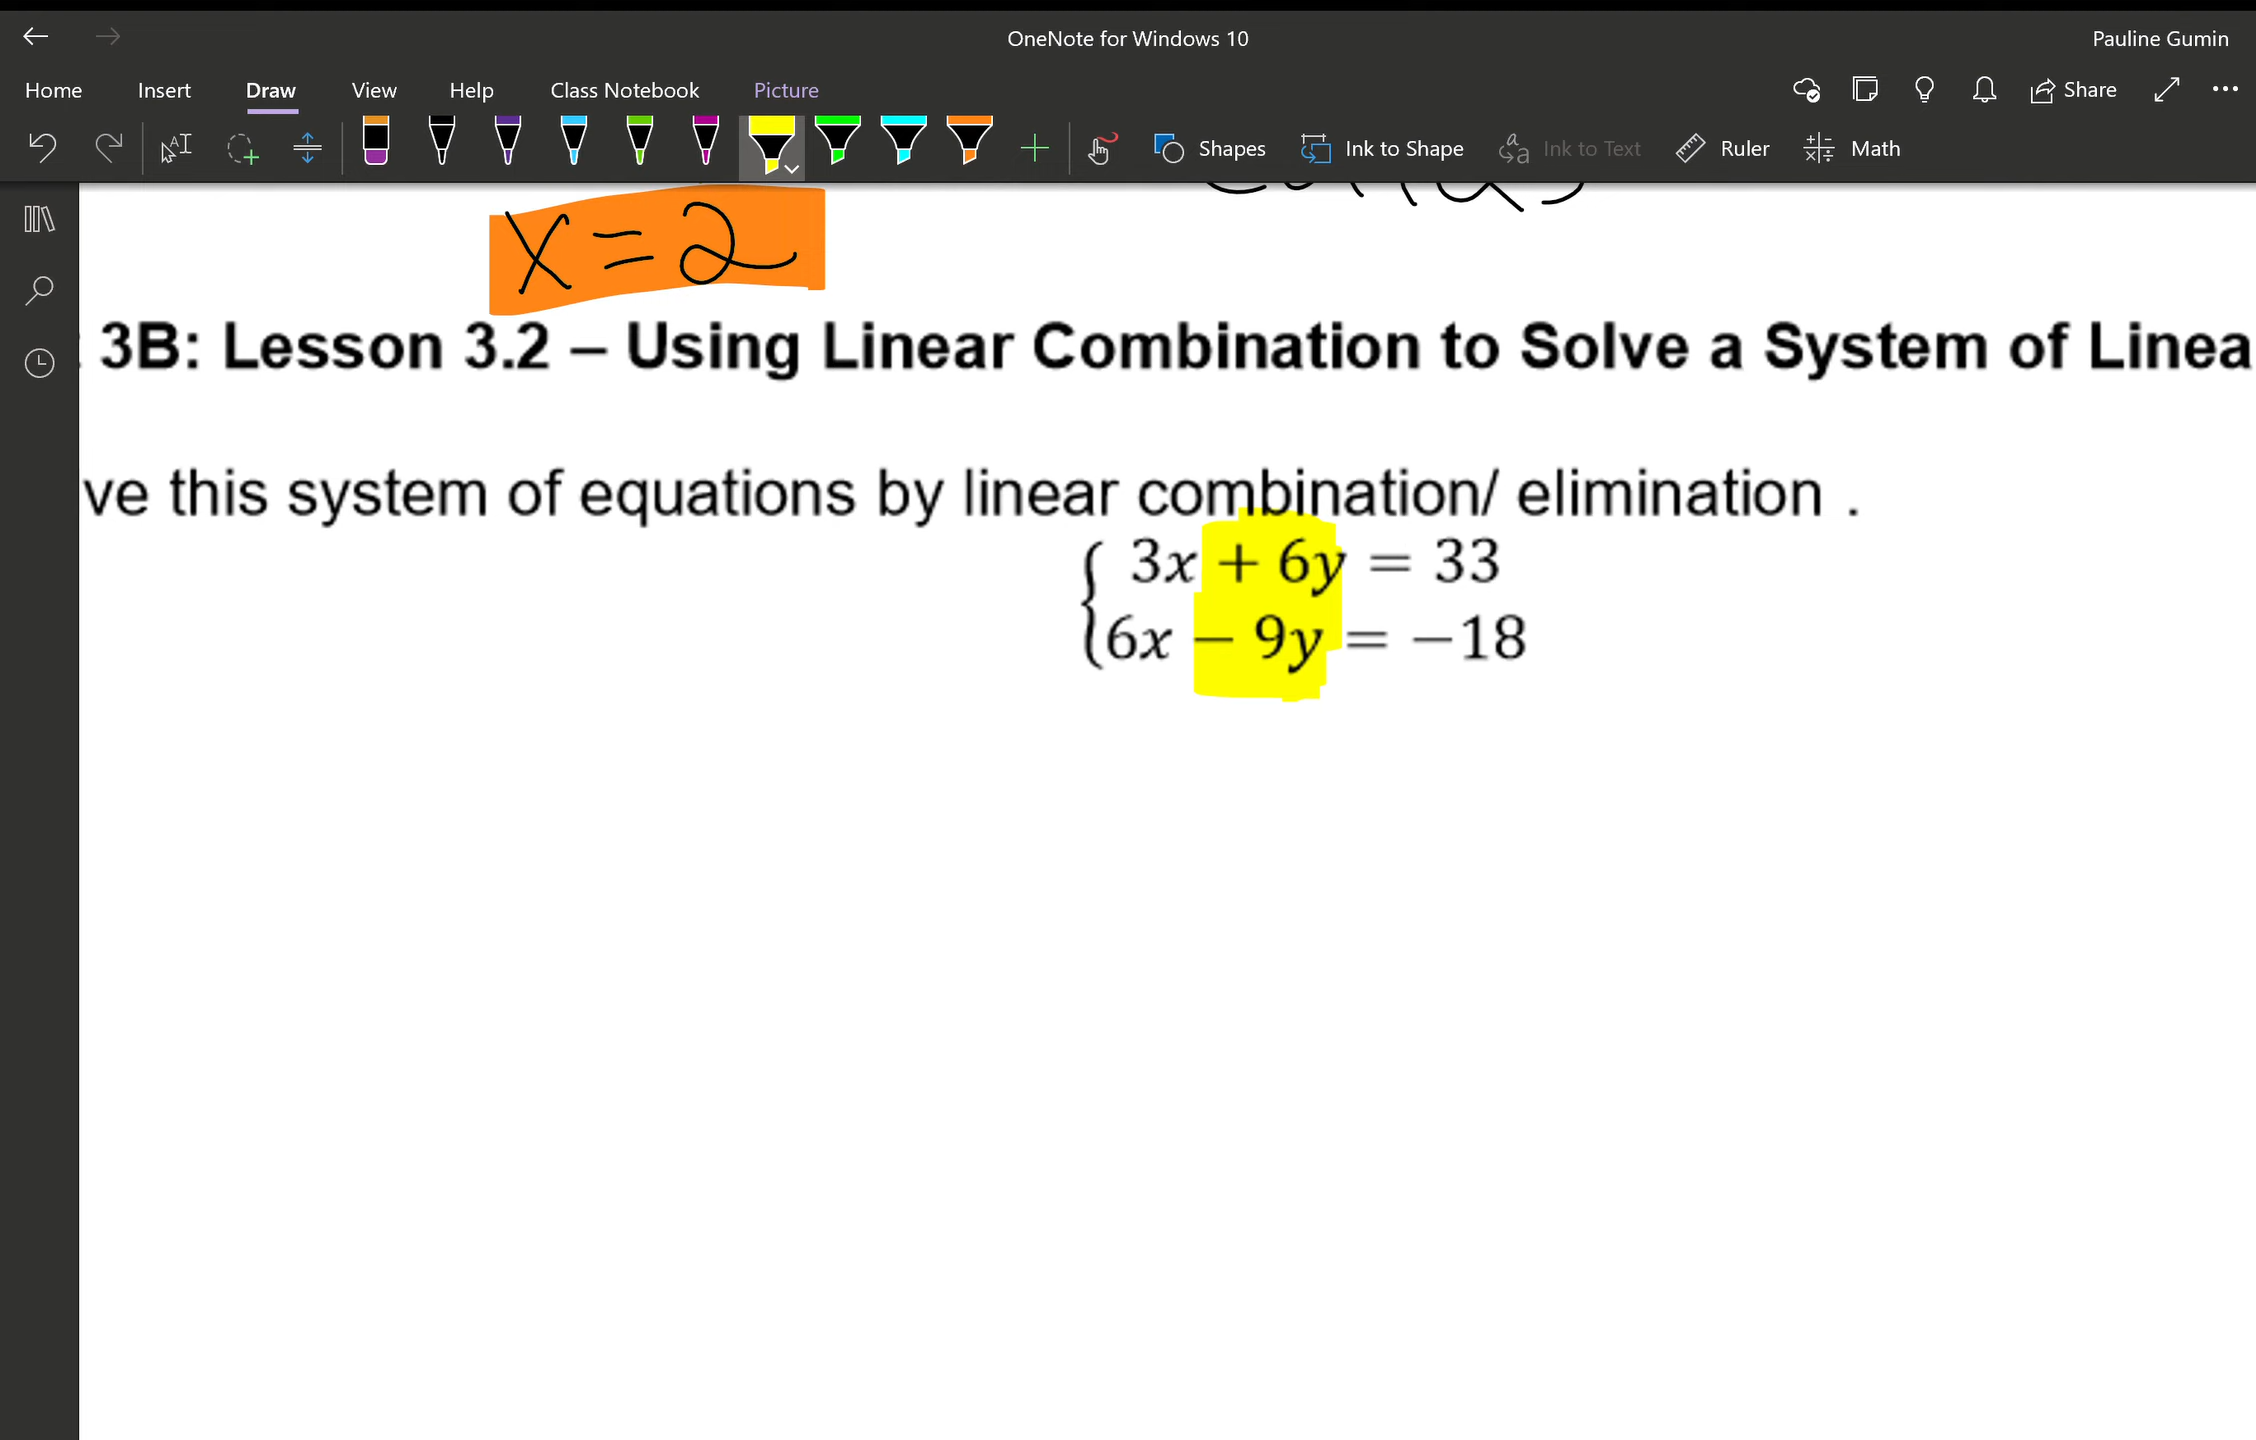 OneNote for Windows 10
Pauline Gumin
Home Insert Draw View Help Class Notebook Picture Share
Shapes Ink to Shape Ink to Text Ruler Math
x = 2
3B: Lesson 3.2 – Using Linear Combination to Solve a System of Linea
ve this system of equations by linear combination/ elimination .
3x + 6y = 33
6x − 9y = −18